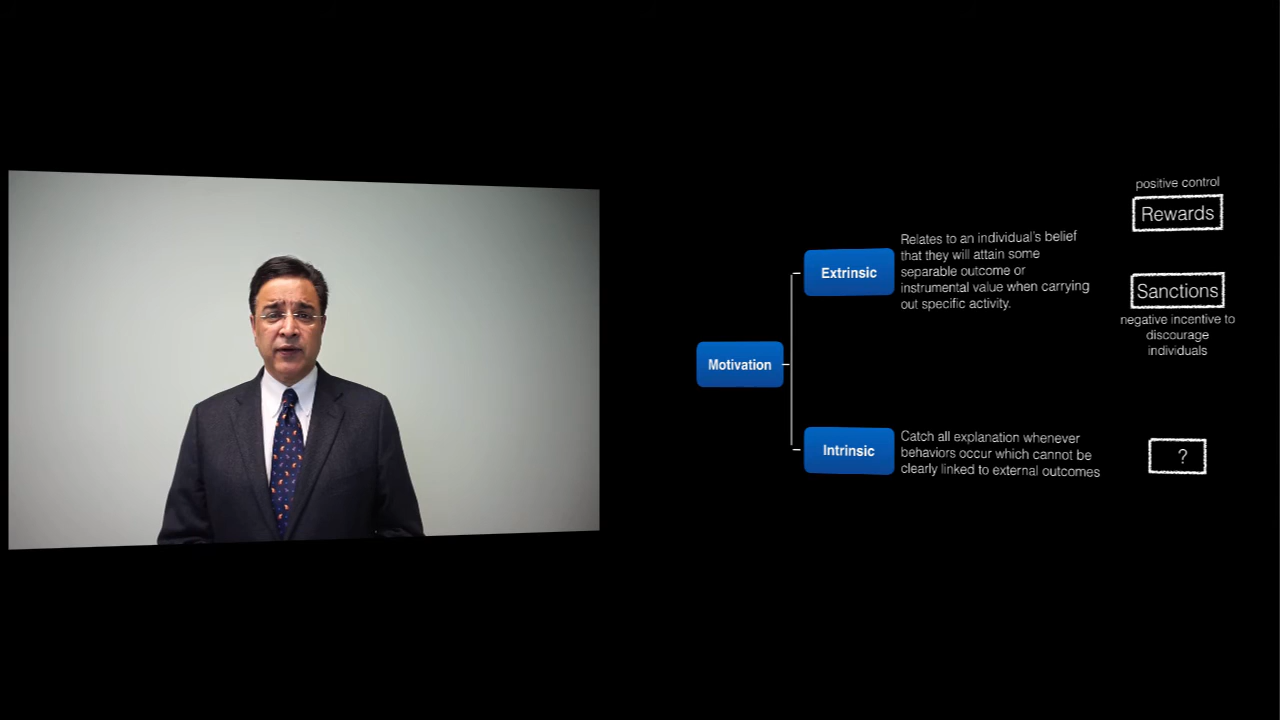 positive control
Rewards
Relates to an individual's belief
that they will attain some
separable outcome or
instrumental value when carrying
out specific activity.
Extrinsic
Sanctions
negative incentive to
discourage
individuals
Motivation
Intrinsic
Catch all explanation whenever
behaviors occur which cannot be
clearly linked to external outcomes
?